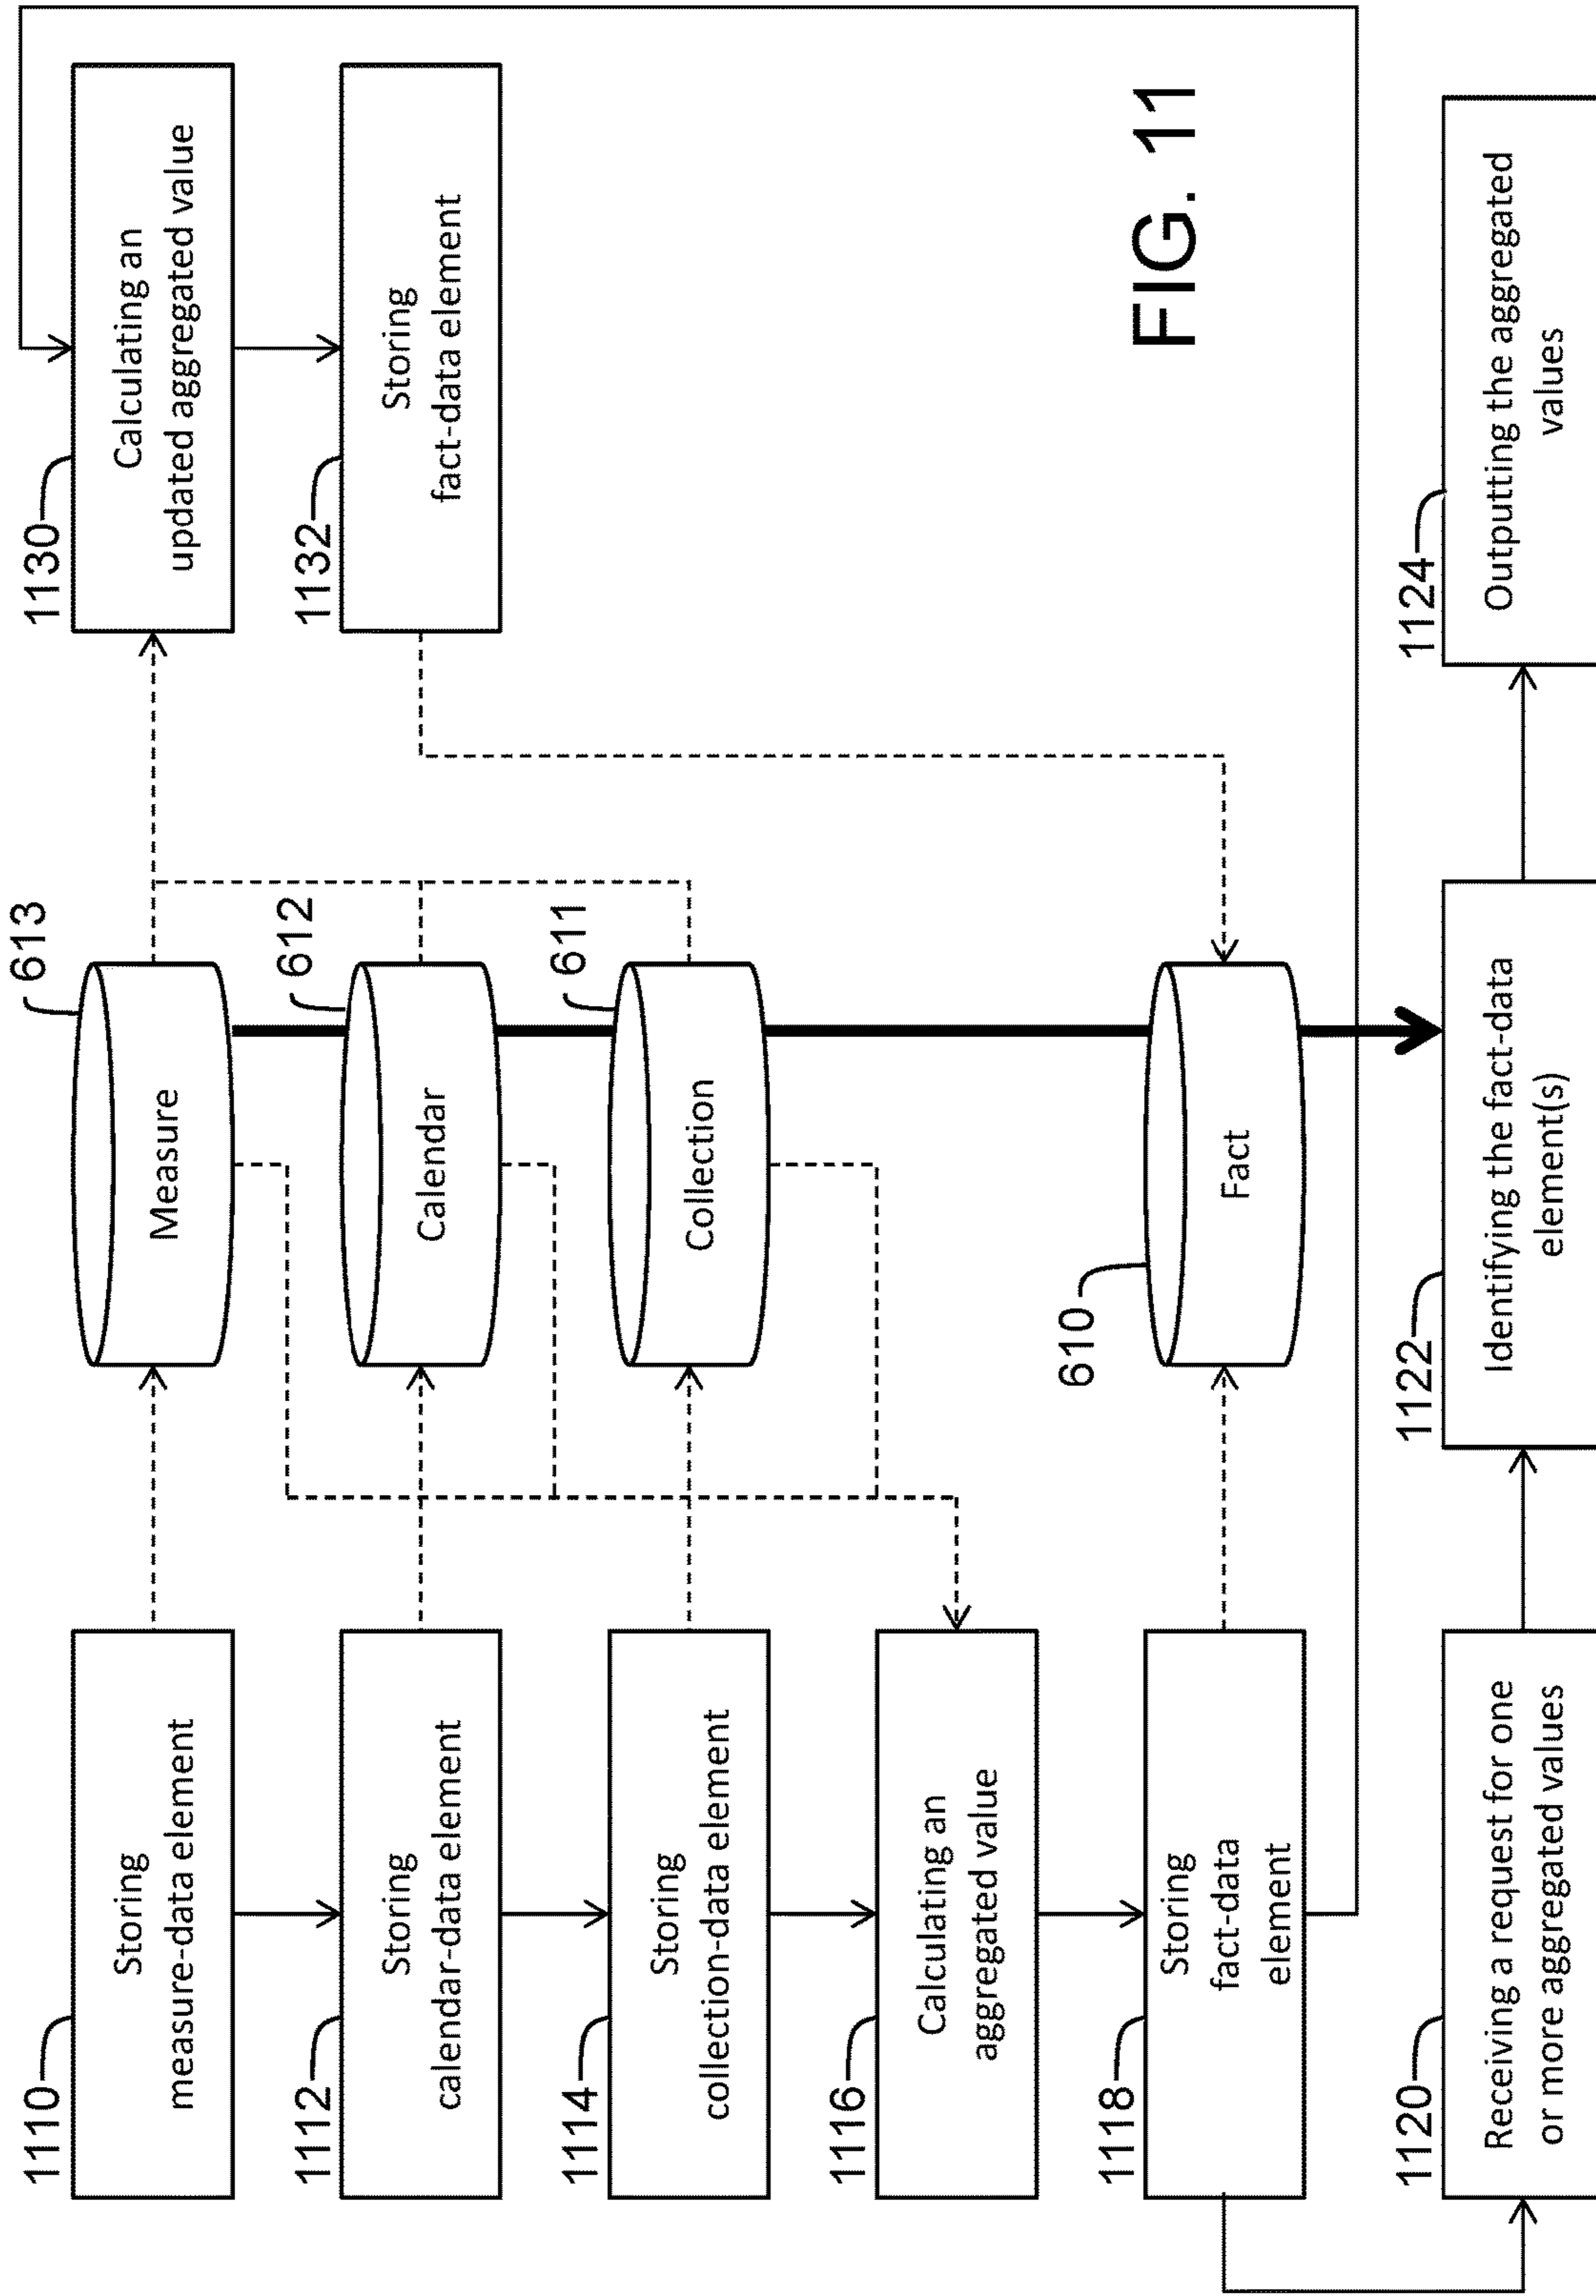 1110
Storing
measure-data element
613
Measure
1130
Calculating an
updated aggregated value
1112
Storing
calendar-data element
612
Calendar
1132
Storing
fact-data element
1114
Storing
collection-data element
611
Collection
1116
Calculating an
aggregated value
1118
Storing
fact-data
element
610
Fact
FIG. 11
1120
Receiving a request for one
or more aggregated values
1122
Identifying the fact-data
element(s)
1124
Outputting the aggregated
values